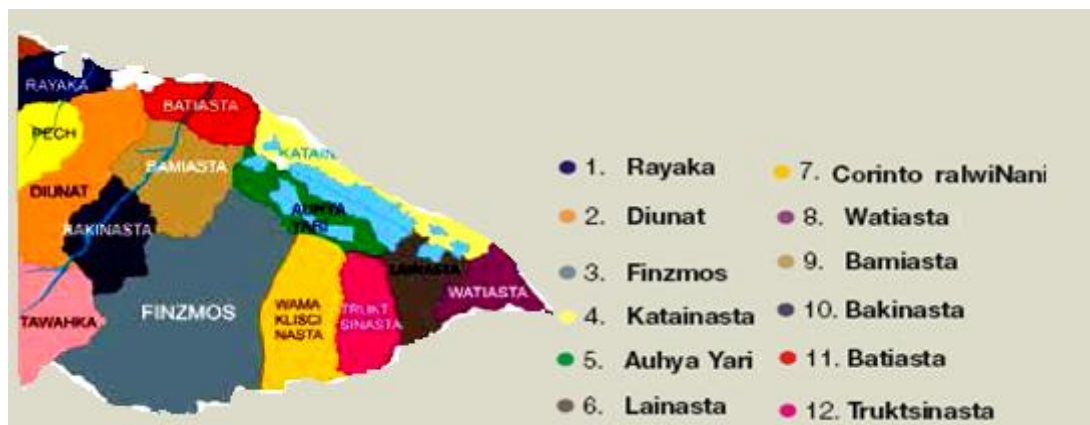 RAYAKA
BATIASTA
PECH
KATAIN
BAMIASTA
DIUNAT
AUHYA
YARI
RAKINASTA
LAINASTA
WATIASTA
TAWAHKA
FINZMOS
WAMA
KLISCI
NASTA
TRUKT
SINASTA
1. Rayaka
2. Diunat
3. Finzmos
4. Katainasta
5. Auhya Yari
6. Lainasta
7. Corinto ralwiNani
8. Watiasta
9. Bamiasta
10. Bakinasta
11. Batiasta
12. Truktsinasta